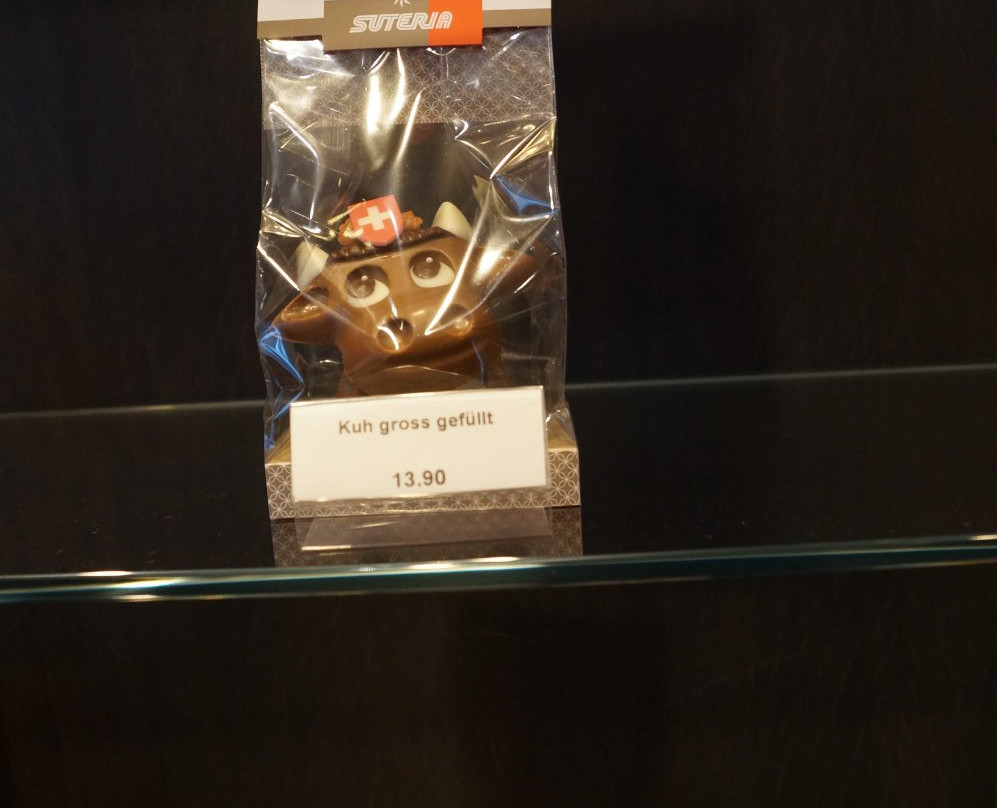 SUTERIA
Kuh gross gefüllt
13.90